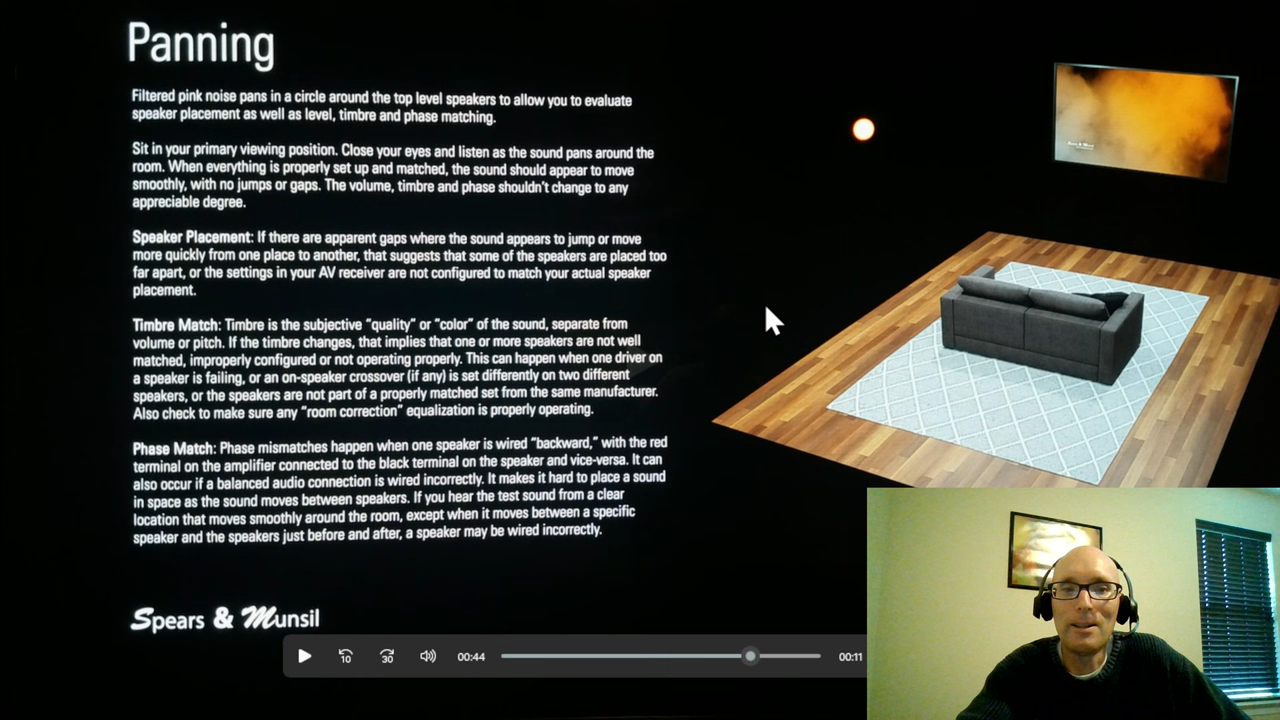 Panning
Filtered pink noise pans in a circle around the top level speakers to allow you to evaluate
speaker placement as well as level, timbre and phase matching.
Sit in your primary viewing position. Close your eyes and listen as the sound pans around the
room. When everything is properly set up and matched, the sound should appear to move
smoothly, with no jumps or gaps. The volume, timbre and phase shouldn't change to any
appreciable degree.
Speaker Placement: If there are apparent gaps where the sound appears to jump or move
more quickly from one place to another, that suggests that some of the speakers are placed too
far apart, or the settings in your AV receiver are not configured to match your actual speaker
placement.
Timbre Match: Timbre is the subjective “quality” or “color” of the sound, separate from
volume or pitch. If the timbre changes, that implies that one or more speakers are not well
matched, improperly configured or not operating properly. This can happen when one driver on
a speaker is failing, or an on-speaker crossover (if any) is set differently on two different
speakers, or the speakers are not part of a properly matched set from the same manufacturer.
Also check to make sure any “room correction” equalization is properly operating.
Phase Match: Phase mismatches happen when one speaker is wired “backward,” with the red
terminal on the amplifier connected to the black terminal on the speaker and vice-versa. It can
also occur if a balanced audio connection is wired incorrectly. It makes it hard to place a sound
in space as the sound moves between speakers. If you hear the test sound from a clear
location that moves smoothly around the room, except when it moves between a specific
speaker and the speakers just before and after, a speaker may be wired incorrectly.
Spears & Munsil
10
30
00:44
00:11